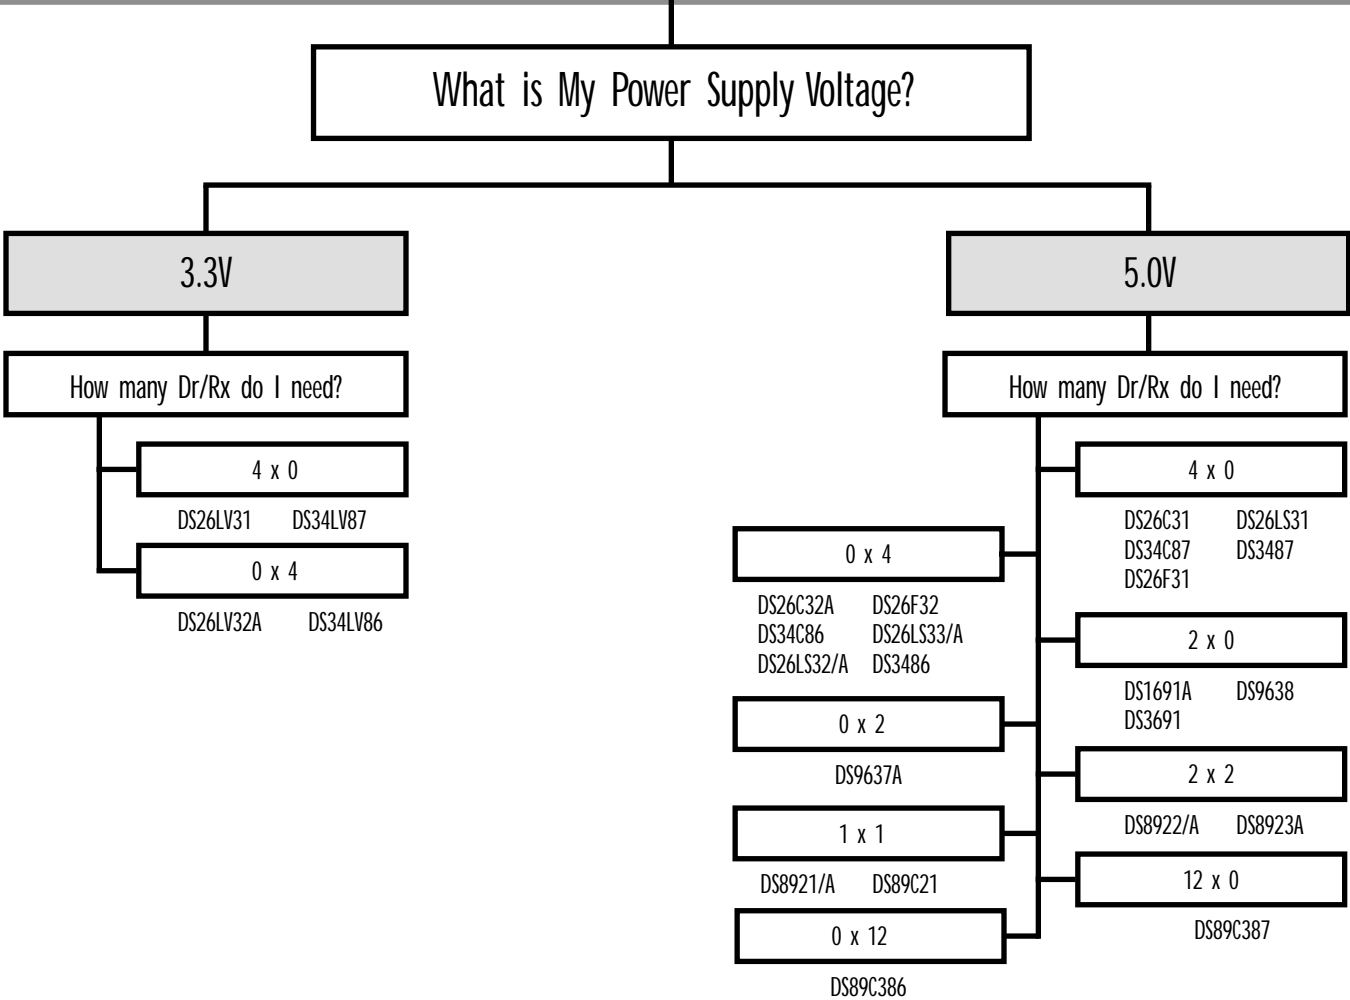 What is My Power Supply Voltage?
3.3V
How many Dr/Rx do I need?
4 x 0
DS26LV31 DS34LV87
0 x 4
DS26LV32A DS34LV86
5.0V
How many Dr/Rx do I need?
0 x 4
DS26C32A DS26F32
DS34C86 DS26LS33/A
DS26LS32/A DS3486
0 x 2
DS9637A
1 x 1
DS8921/A DS89C21
0 x 12
DS89C386
4 x 0
DS26C31 DS26LS31
DS34C87 DS3487
DS26F31
2 x 0
DS1691A DS9638
DS3691
2 x 2
DS8922/A DS8923A
12 x 0
DS89C387